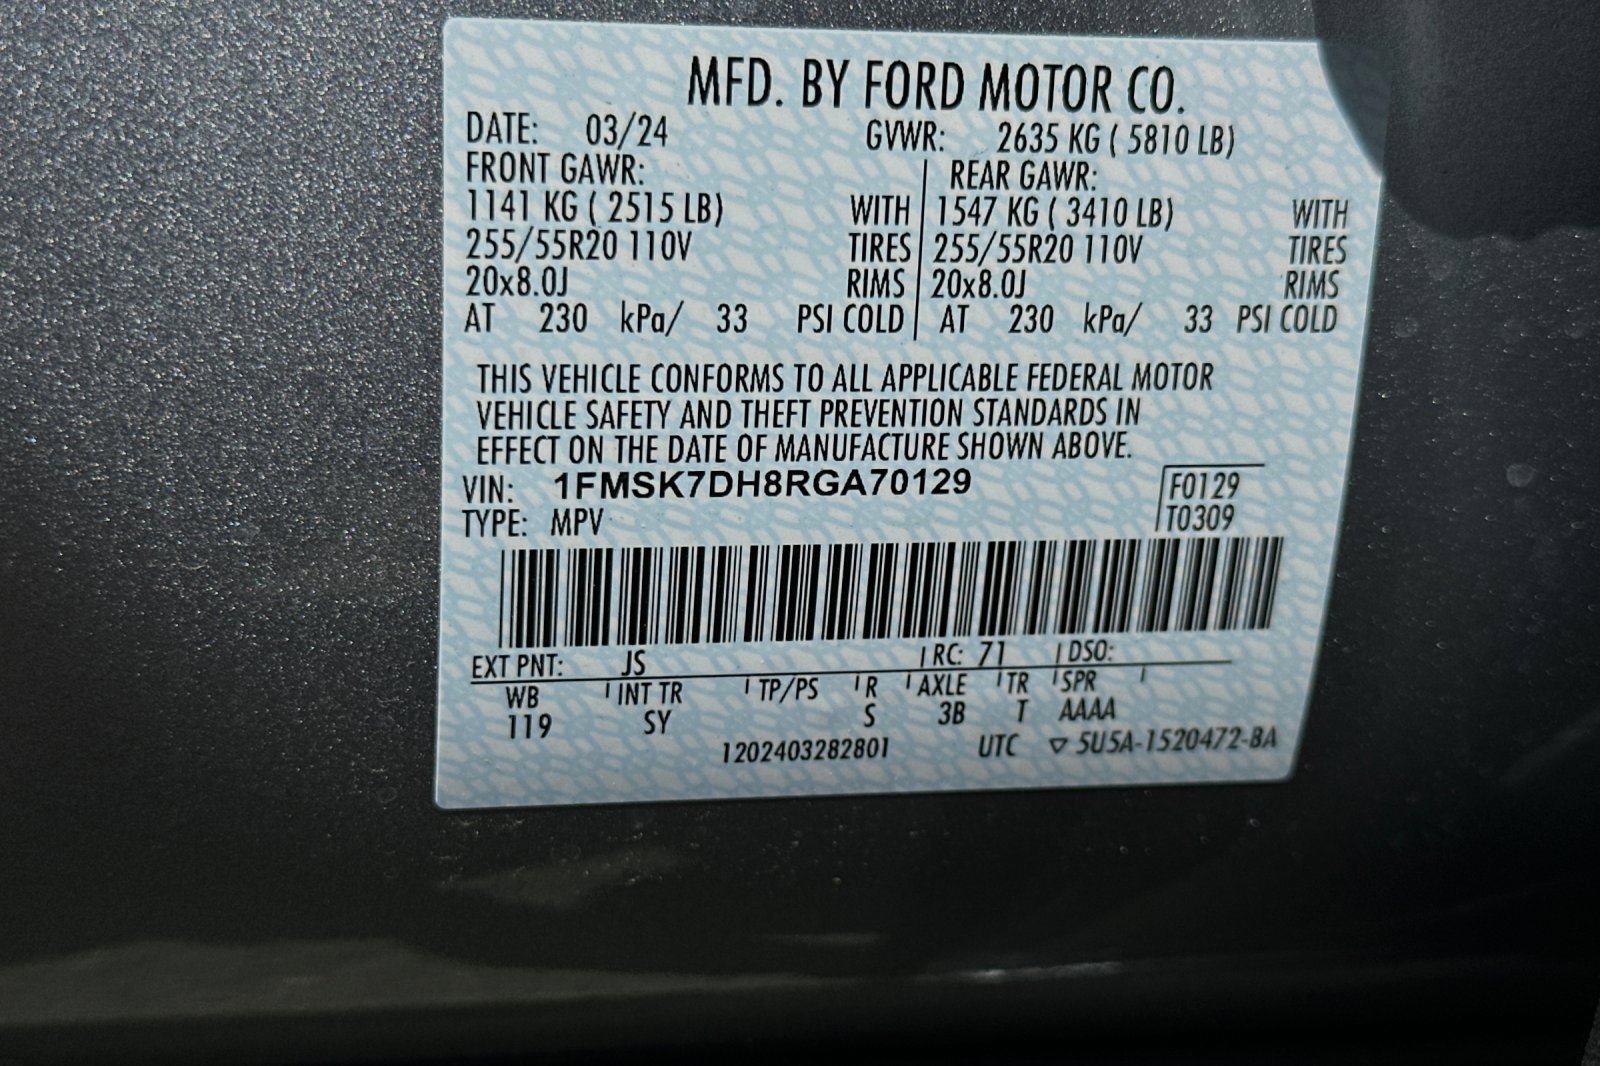 MFD. BY FORD MOTOR CO.
DATE: 03/24 GVWR: 2635 KG ( 5810 LB)
FRONT GAWR: REAR GAWR:
1141 KG ( 2515 LB) WITH 1547 KG ( 3410 LB) WITH
255/55R20 110V TIRES 255/55R20 110V TIRES
20x8.0J RIMS 20x8.0J RIMS
AT 230 kPa/ 33 PSI COLD AT 230 kPa/ 33 PSI COLD
THIS VEHICLE CONFORMS TO ALL APPLICABLE FEDERAL MOTOR
VEHICLE SAFETY AND THEFT PREVENTION STANDARDS IN
EFFECT ON THE DATE OF MANUFACTURE SHOWN ABOVE.
VIN: 1FMSK7DH8RGA70129 F0129
TYPE: MPV T0309
EXT PNT: JS RC: 71 DSO:
WB INT TR TP/PS R AXLE TR SPR
119 SY S 3B T AAAA
1202403282801 UTC ▽ 5U5A-1520472-BA